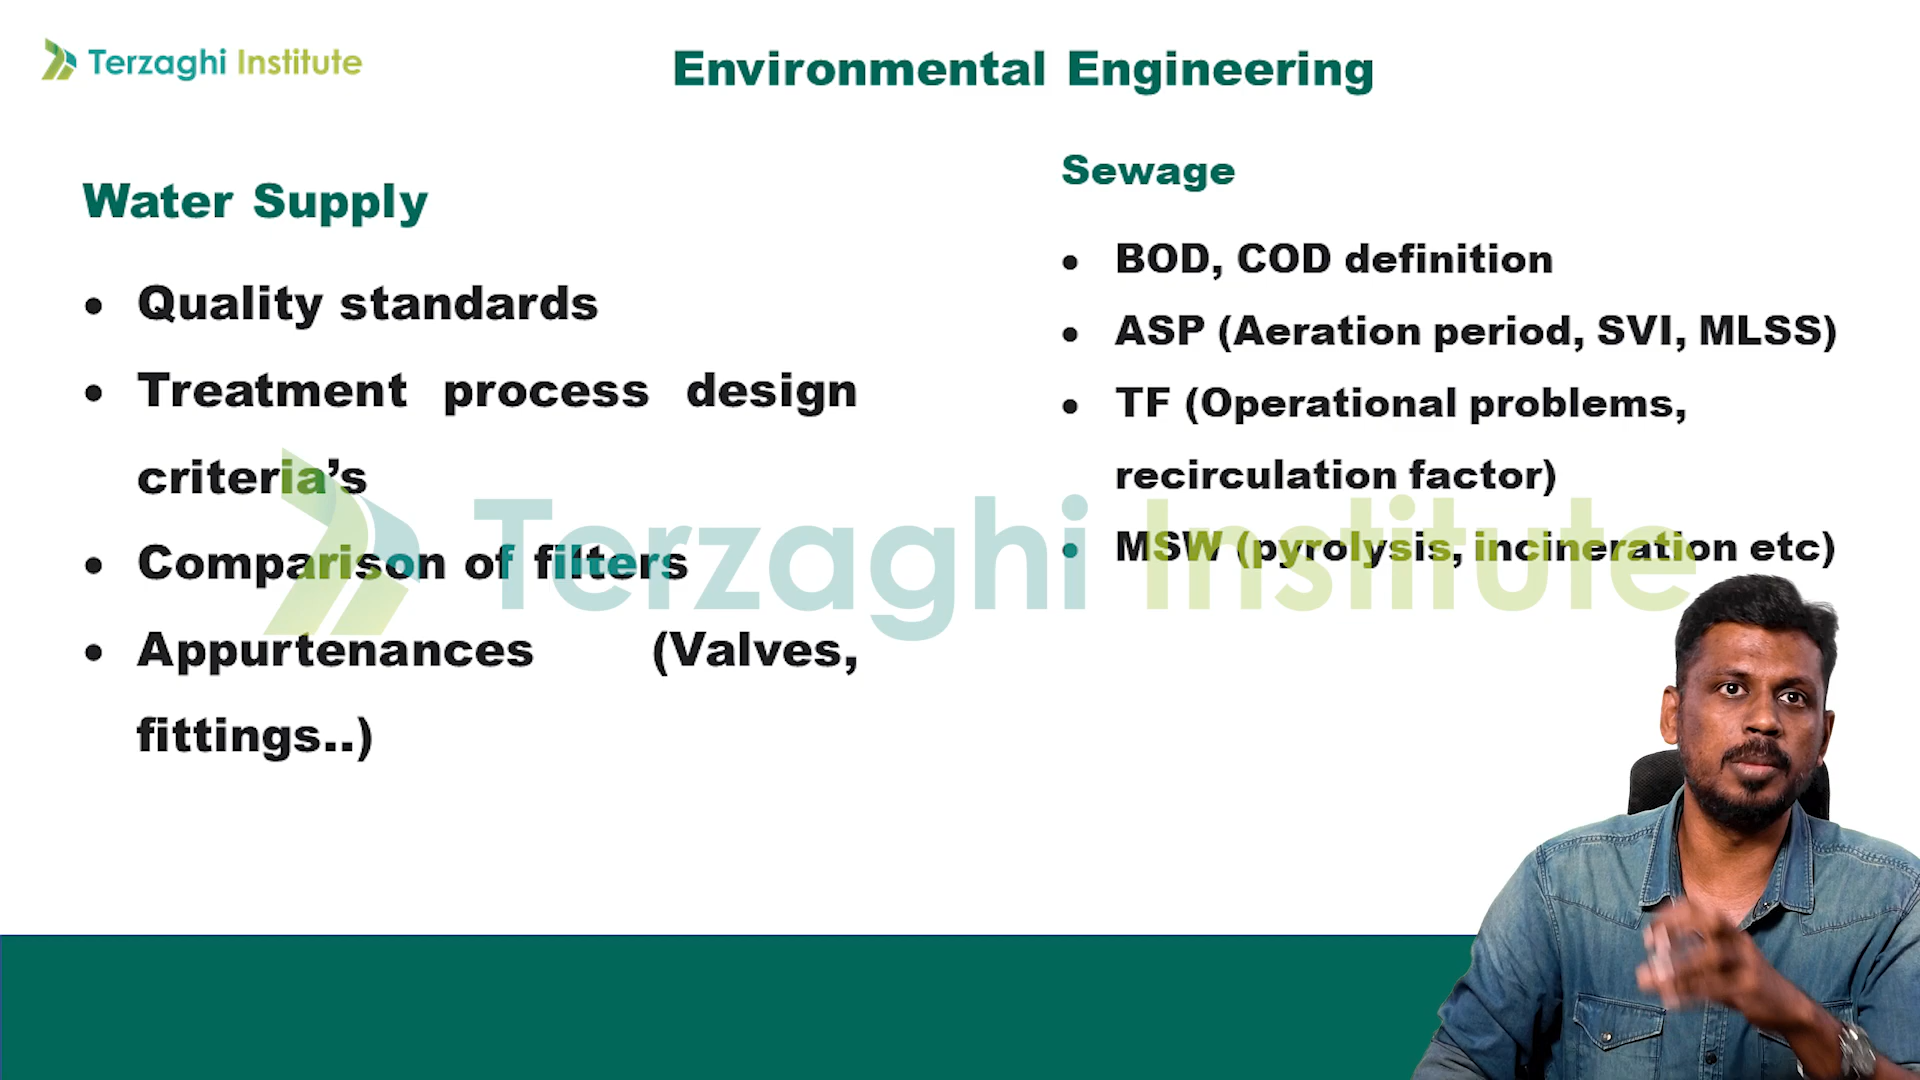 Terzaghi Institute
Environmental Engineering
Water Supply
• Quality standards
• Treatment process design
criteria’s
• Comparison of filters
• Appurtenances (Valves,
fittings..)
Sewage
• BOD, COD definition
• ASP (Aeration period, SVI, MLSS)
• TF (Operational problems,
recirculation factor)
• MSW (pyrolysis, incineration etc)
Terzaghi Institute